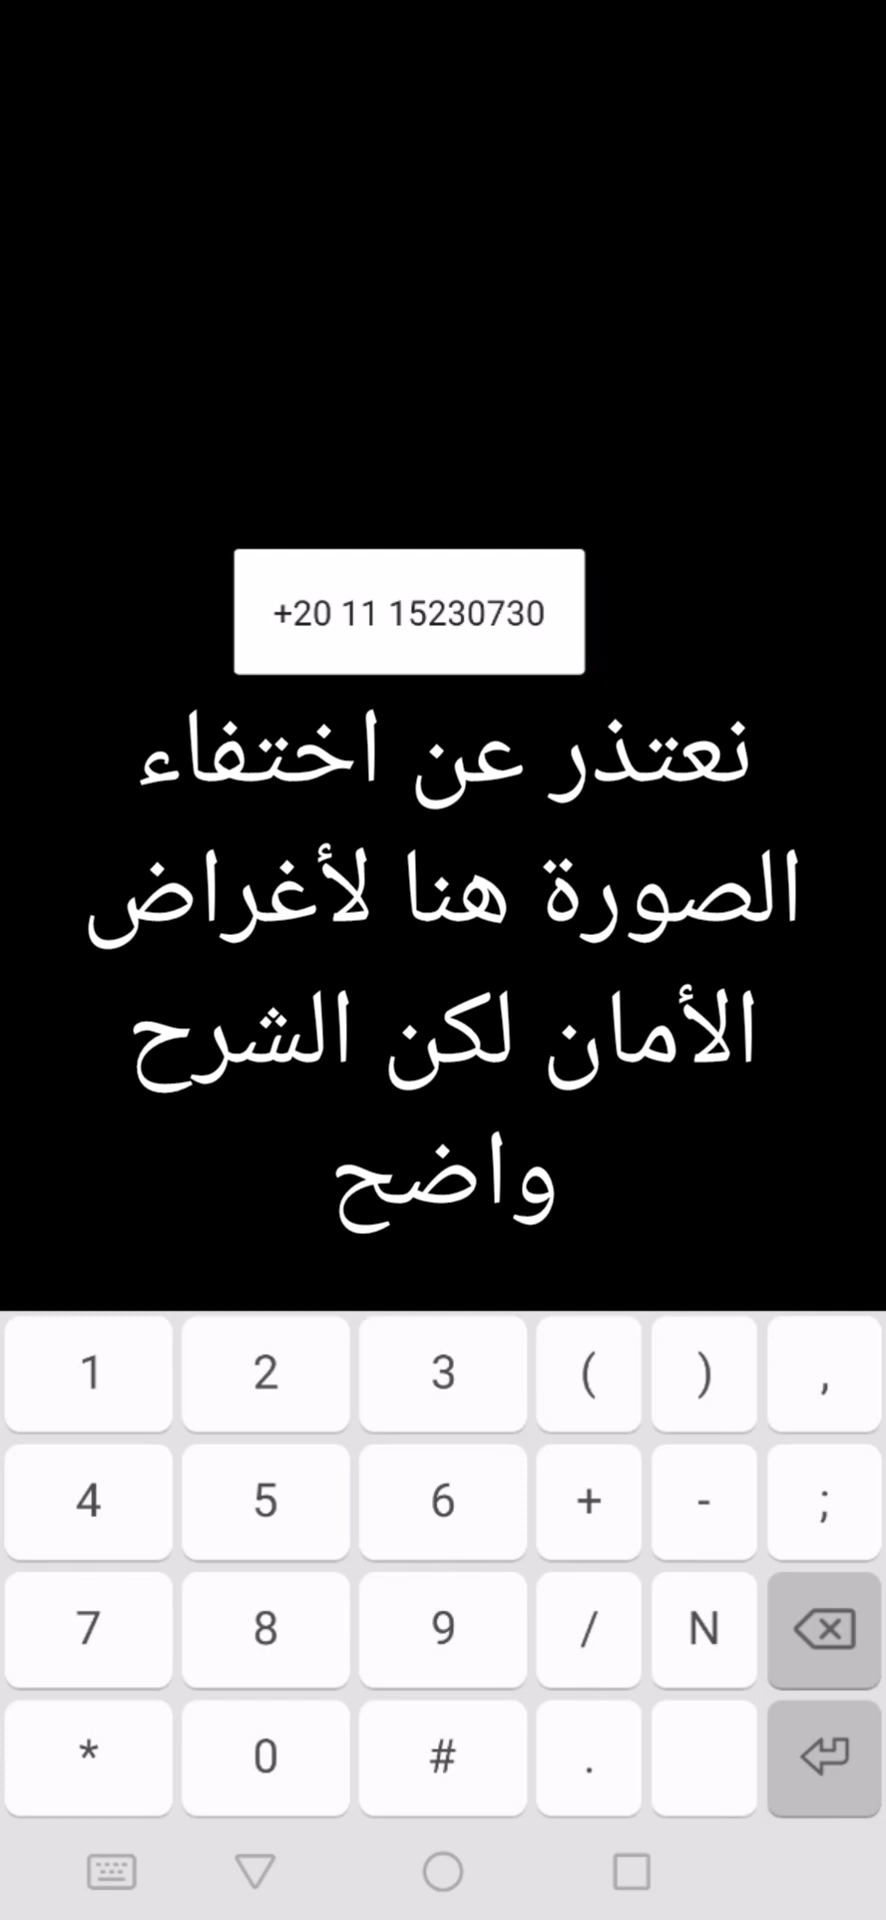 +20 11 15230730
نعتذر عن اختفاء
الصورة هنا لأغراض
الأمان لكن الشرح
واضح
1 2 3 ( ) ,
4 5 6 + - ;
7 8 9 / N
* 0 # .